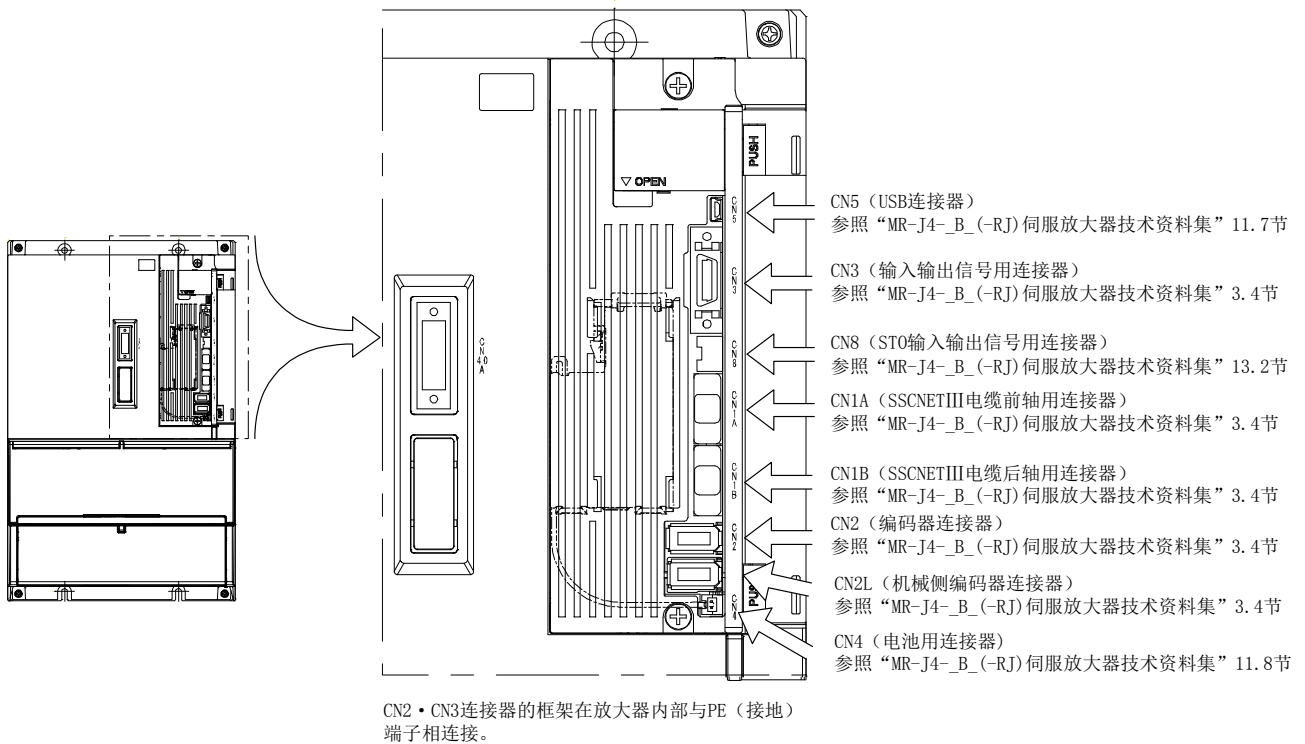 ▽ OPEN
PUSH
CN5
CN3
CN8
CN1A
CN1B
CN2
CN4
CN40A
CN5（USB连接器）
参照“MR-J4-_B_(-RJ)伺服放大器技术资料集”11.7节
CN3（输入输出信号用连接器）
参照“MR-J4-_B_(-RJ)伺服放大器技术资料集”3.4节
CN8（STO输入输出信号用连接器）
参照“MR-J4-_B_(-RJ)伺服放大器技术资料集”13.2节
CN1A（SSCNETⅢ电缆前轴用连接器）
参照“MR-J4-_B_(-RJ)伺服放大器技术资料集”3.4节
CN1B（SSCNETⅢ电缆后轴用连接器）
参照“MR-J4-_B_(-RJ)伺服放大器技术资料集”3.4节
CN2（编码器连接器）
参照“MR-J4-_B_(-RJ)伺服放大器技术资料集”3.4节
CN2L（机械侧编码器连接器）
参照“MR-J4-_B_(-RJ)伺服放大器技术资料集”3.4节
CN4（电池用连接器)
参照“MR-J4-_B_(-RJ)伺服放大器技术资料集”11.8节
CN2・CN3连接器的框架在放大器内部与PE（接地）
端子相连接。